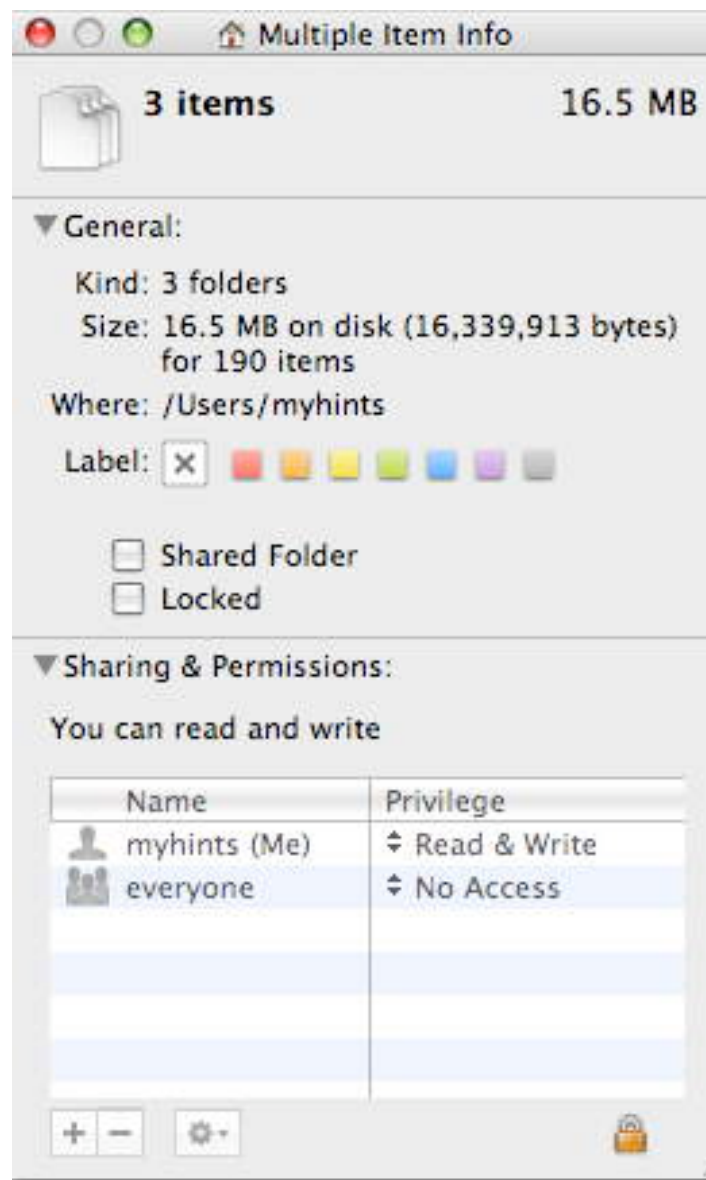 Multiple Item Info
3 items 16.5 MB
General:
Kind: 3 folders
Size: 16.5 MB on disk (16,339,913 bytes)
for 190 items
Where: /Users/myhints
Label:
Shared Folder
Locked
Sharing & Permissions:
You can read and write
Name Privilege
myhints (Me) Read & Write
everyone No Access